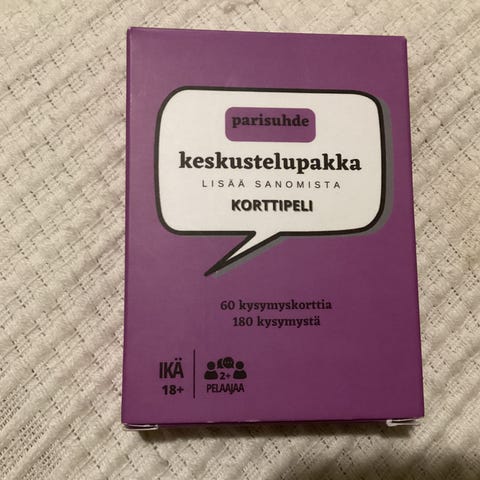 parisuhde
keskustelupakka
LISÄÄ SANOMISTA
KORTTIPELI
60 kysymyskorttia
180 kysymystä
IKÄ
18+
2+
PELAAJAA